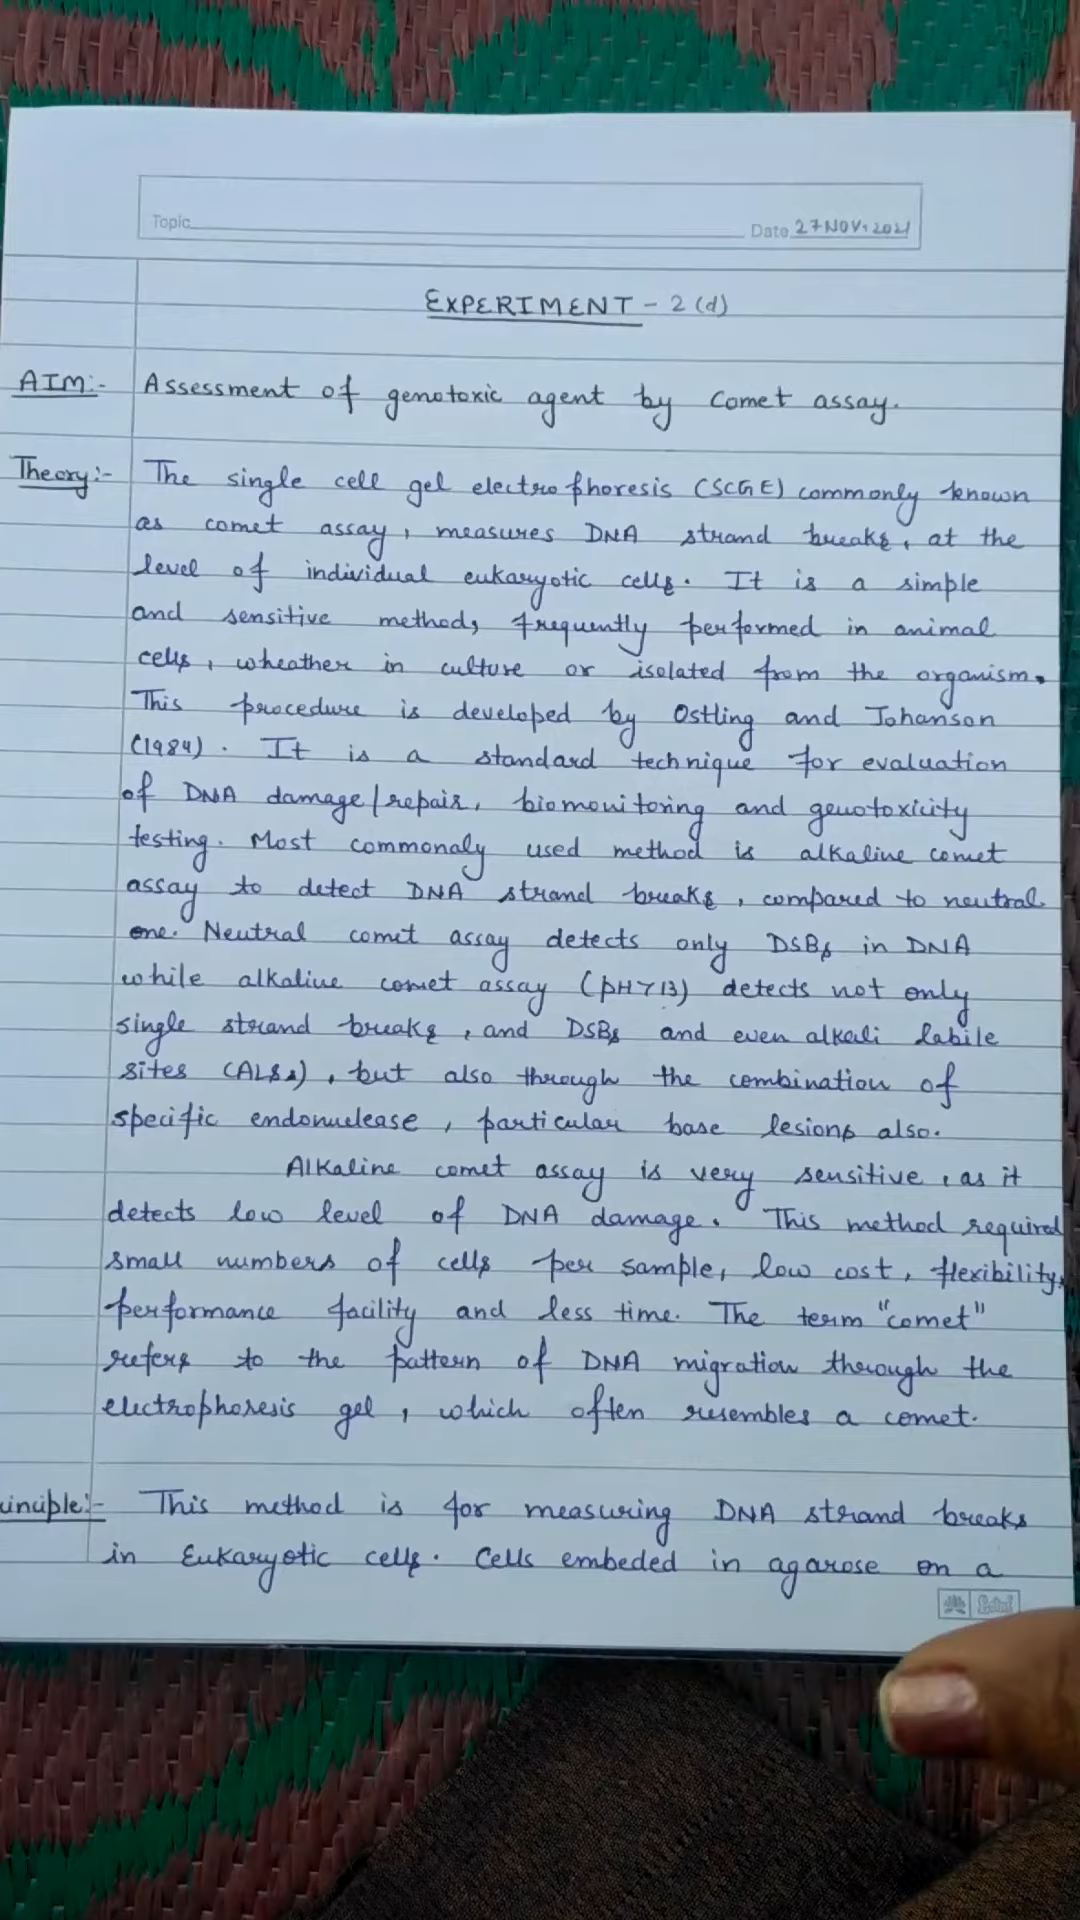 Topic
Date 27 NOV. 2021
EXPERIMENT - 2 (d)
AIM:- Assessment of genotoxic agent by Comet assay.
Theory:- The single cell gel electrophoresis (SCGE) commonly known
as comet assay, measures DNA strand breaks, at the
level of individual eukaryotic cells. It is a simple
and sensitive method, frequently performed in animal
cells, wheather in culture or isolated from the organism.
This procedure is developed by Ostling and Johanson
(1984). It is a standard technique for evaluation
of DNA damage/repair, biomonitoring and genotoxicity
testing. Most commonaly used method is alkaline comet
assay to detect DNA strand breaks, compared to neutral
one. Neutral comet assay detects only DSBs in DNA
while alkaline comet assay (pH>13) detects not only
single strand breaks, and DSBs and even alkali labile
sites (ALSs), but also through the combination of
specific endonuclease, particular base lesions also.
Alkaline comet assay is very sensitive, as it
detects low level of DNA damage. This method required
small numbers of cells per sample, low cost, flexibility,
performance facility and less time. The term "comet"
refers to the pattern of DNA migration through the
electrophoresis gel, which often resembles a comet.
inciple:- This method is for measuring DNA strand breaks
in Eukaryotic cells. Cells embeded in agarose on a